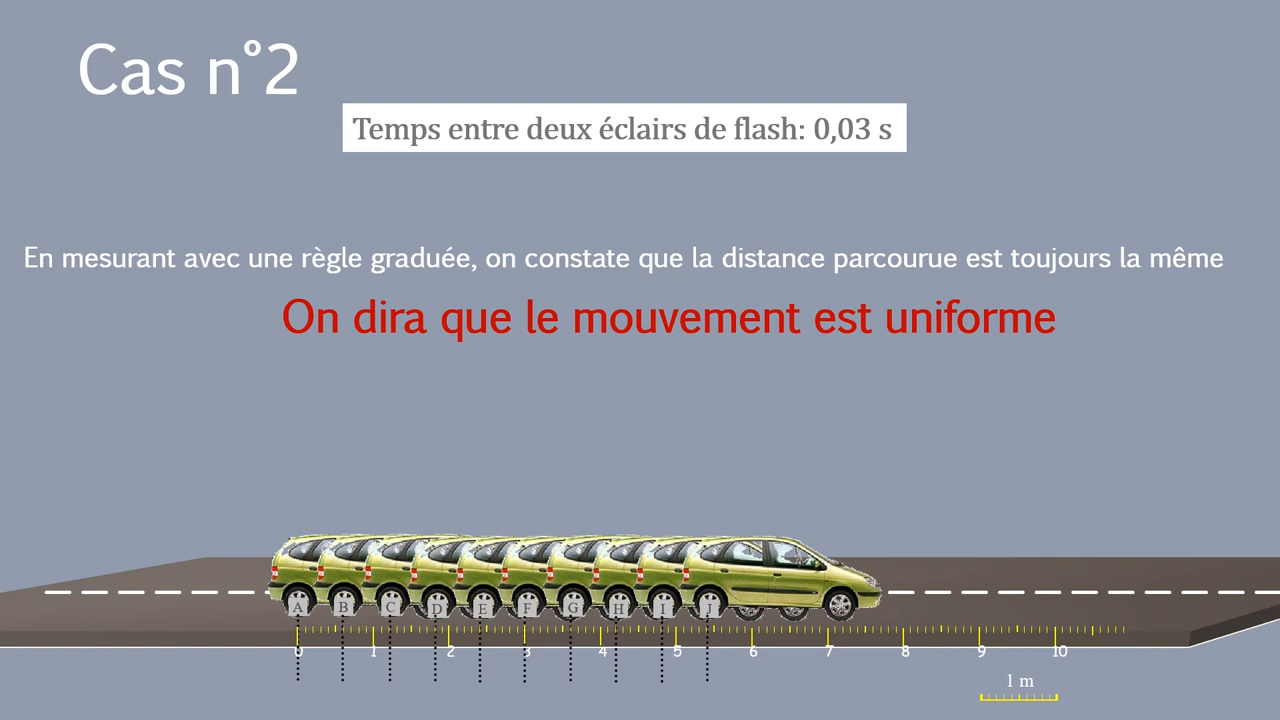 Cas n°2
Temps entre deux éclairs de flash: 0,03 s
En mesurant avec une règle graduée, on constate que la distance parcourue est toujours la même
On dira que le mouvement est uniforme
A B C D E F G H I J
0 1 2 3 4 5 6 7 8 9 10
1 m